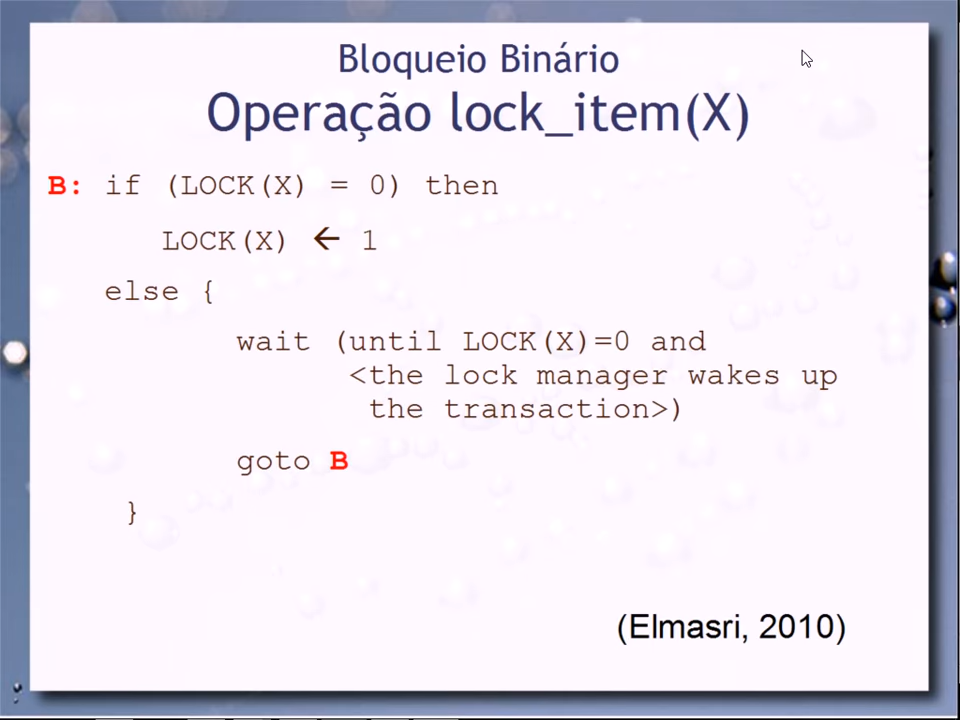 Bloqueio Binário
Operação lock_item(X)
B: if (LOCK(X) = 0) then
LOCK(X) ← 1
else {
wait (until LOCK(X)=0 and
<the lock manager wakes up
the transaction>)
goto B
}
(Elmasri, 2010)